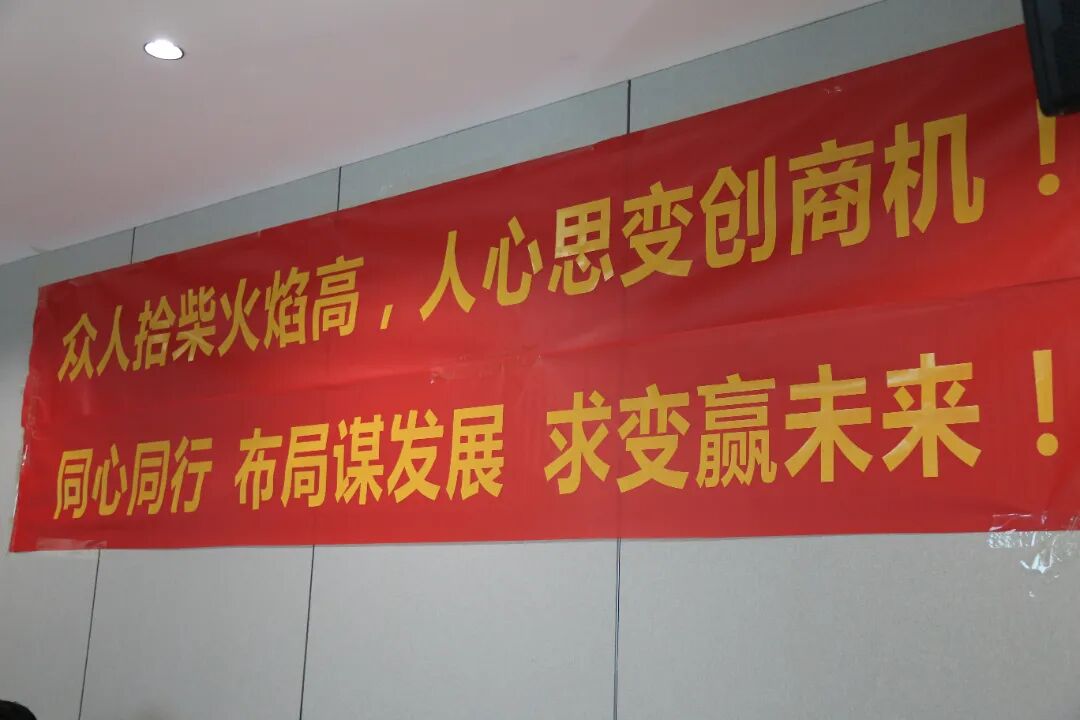 众人拾柴火焰高，人心思变创商机！
同心同行 布局谋发展 求变赢未来！